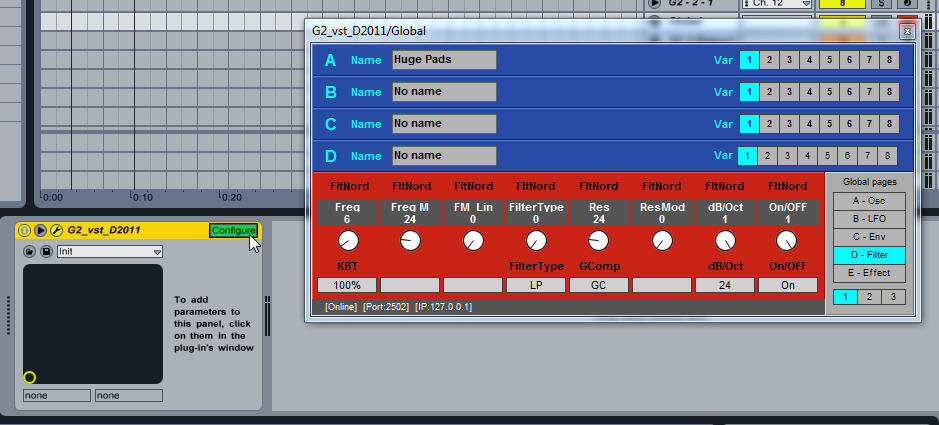 G2 - 2 - 1
Ch. 12
8
S
G2_vst_D2011/Global
x
A Name Huge Pads Var 1 2 3 4 5 6 7 8
B Name No name Var 1 2 3 4 5 6 7 8
C Name No name Var 1 2 3 4 5 6 7 8
D Name No name Var 1 2 3 4 5 6 7 8
FltNord FltNord FltNord FltNord FltNord FltNord FltNord FltNord
Freq Freq M FM_Lin FilterType Res ResMod dB/Oct On/OFF
6 24 0 0 24 0 1 1
KBT FilterType GComp dB/Oct On/OFF
100% LP GC 24 On
[Online] [Port:2502] [IP:127.0.0.1]
Global pages
A - Osc
B - LFO
C - Env
D - Filter
E - Effect
1 2 3
0:00 0:10 0:20
G2_vst_D2011 Configure
Init
To add
parameters to
this panel, click
on them in the
plug-in's window
none none